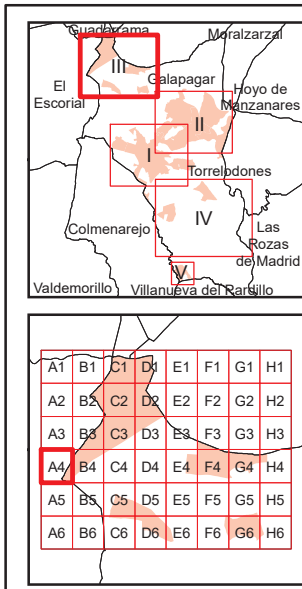 Guadarrama
Moralzarzal
III
El
Escorial
Galapagar
Hoyo de
Manzanares
II
I
Torrelodones
IV
Colmenarejo
Las
Rozas
de Madrid
V
Valdemorillo
Villanueva del Pardillo
A1 B1 C1 D1 E1 F1 G1 H1
A2 B2 C2 D2 E2 F2 G2 H2
A3 B3 C3 D3 E3 F3 G3 H3
A4 B4 C4 D4 E4 F4 G4 H4
A5 B5 C5 D5 E5 F5 G5 H5
A6 B6 C6 D6 E6 F6 G6 H6